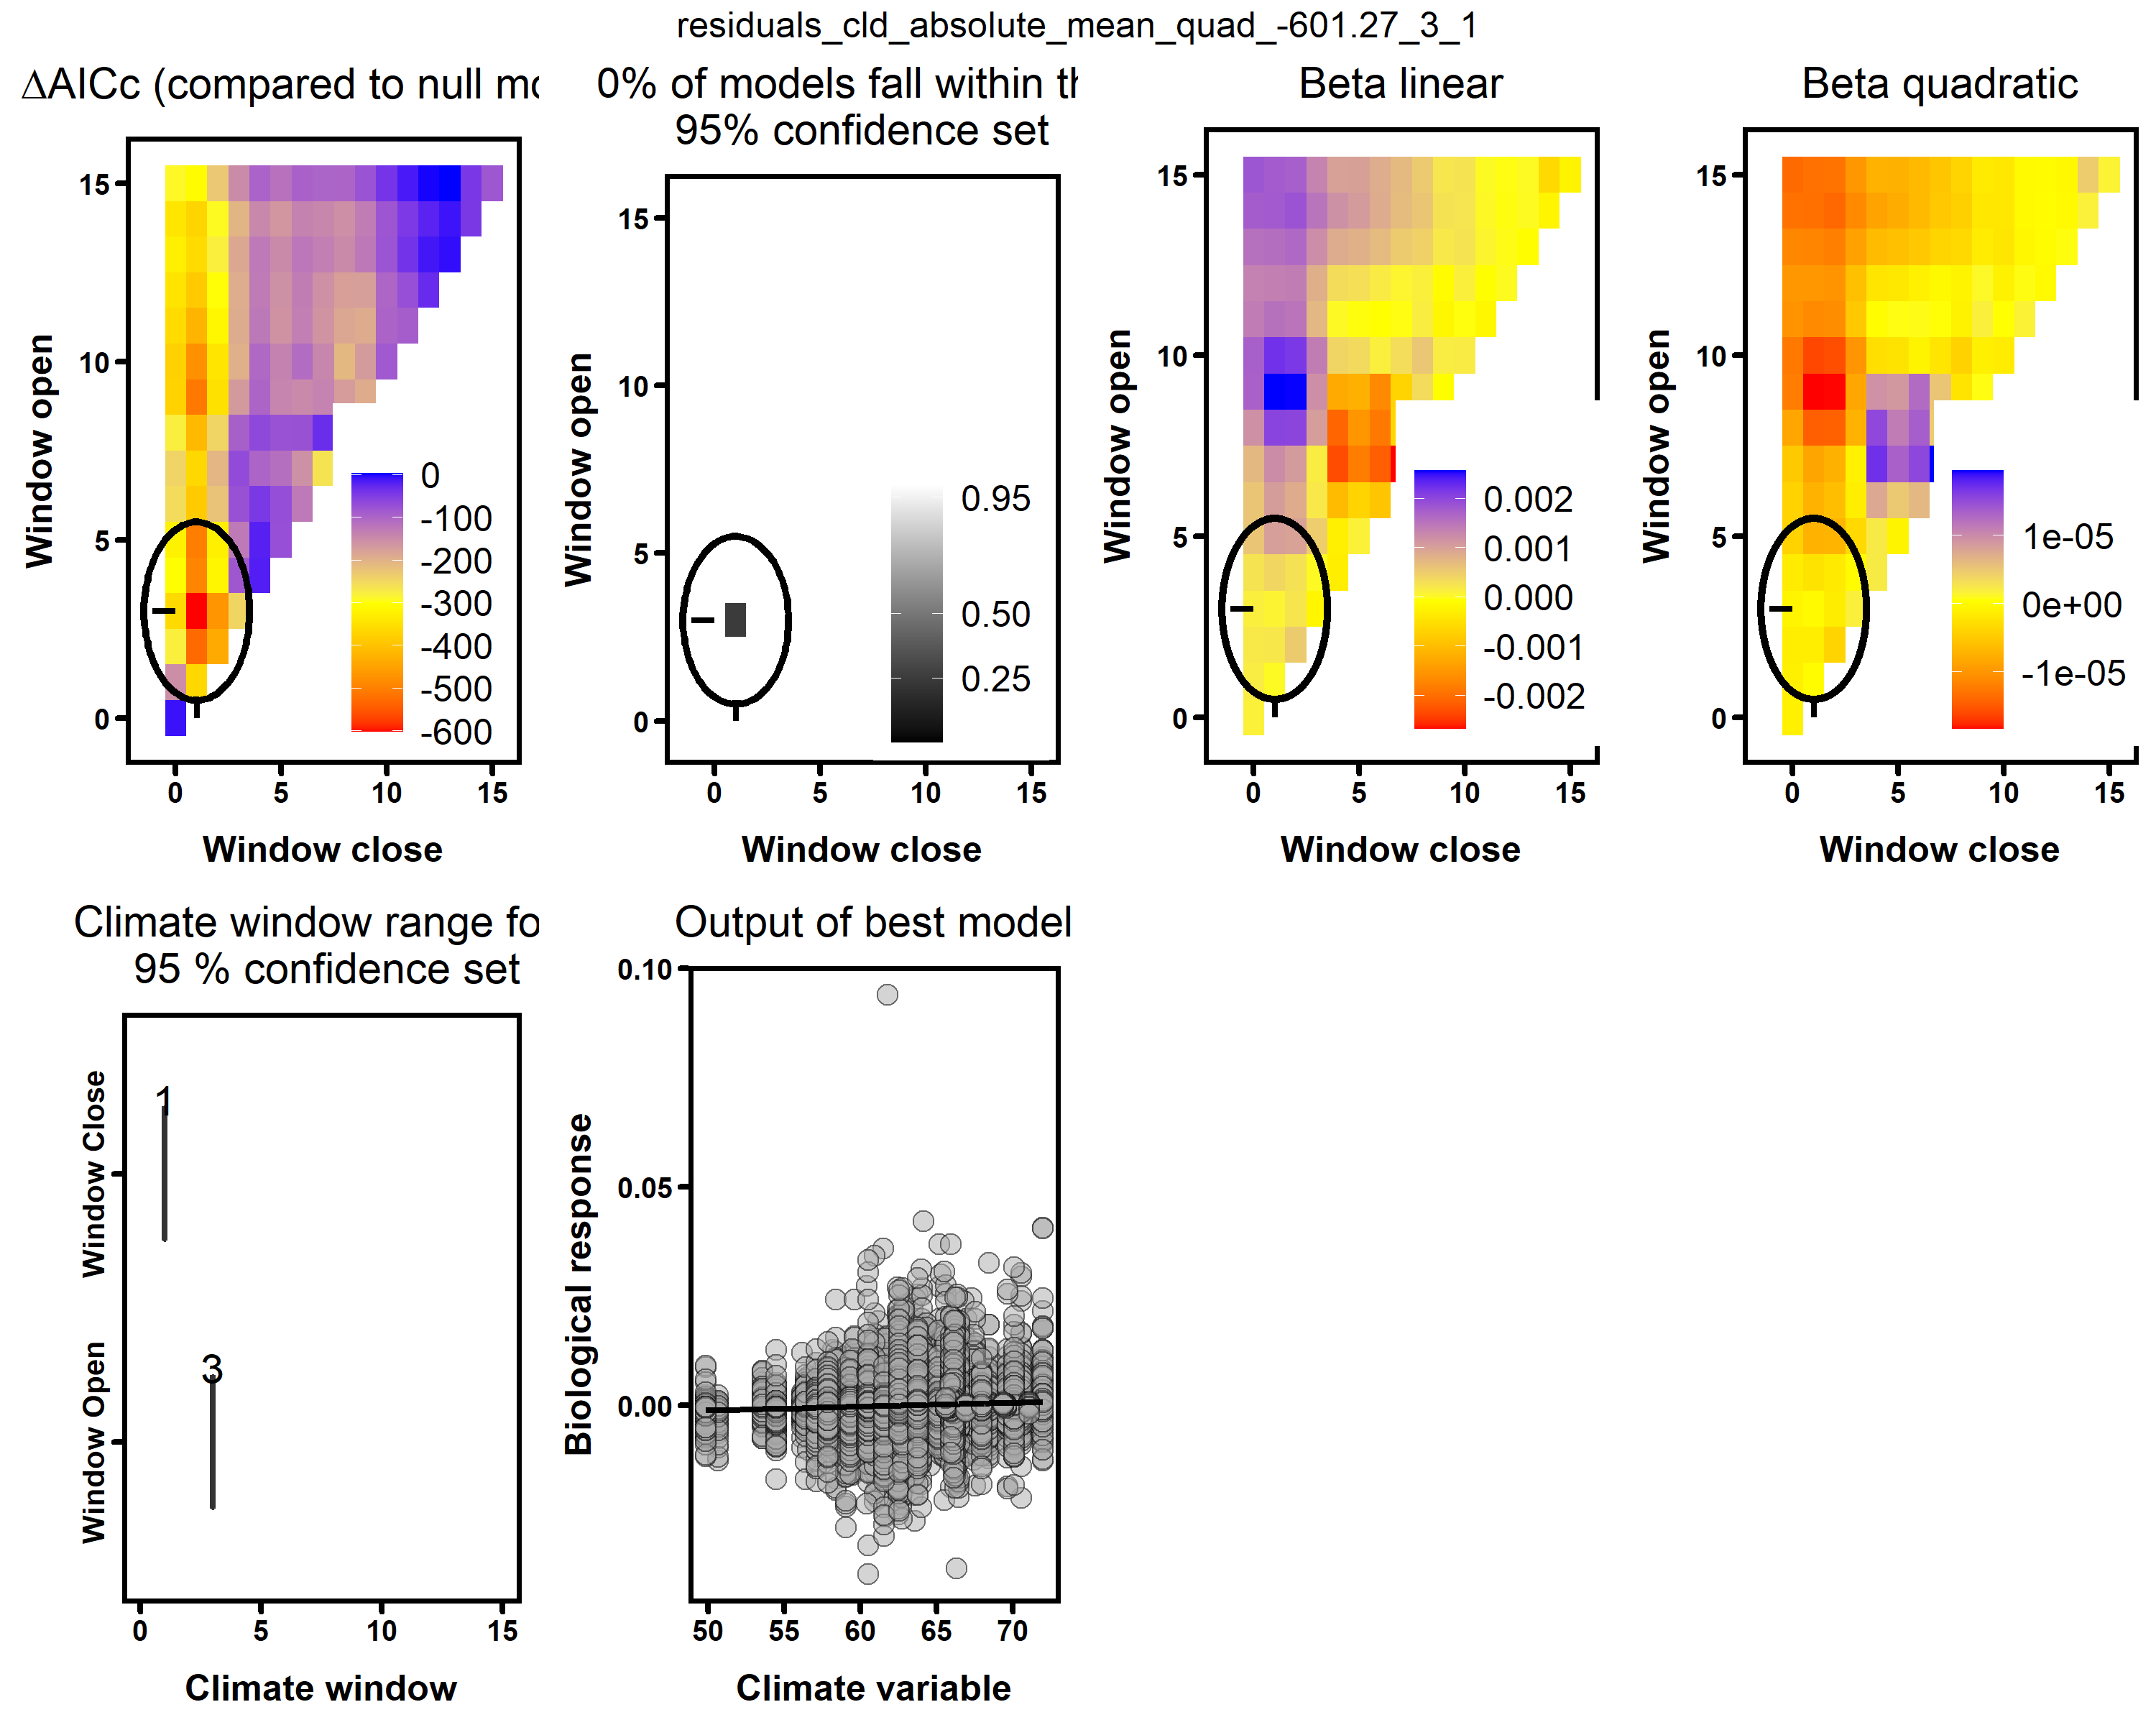 residuals_cld_absolute_mean_quad_-601.27_3_1
ΔAICc (compared to null mo
Window open
15
10
5
0
0
-100
-200
-300
-400
-500
-600
0 5 10 15
Window close
0% of models fall within th
95% confidence set
Window open
15
10
5
0
0.95
0.50
0.25
0 5 10 15
Window close
Beta linear
Window open
15
10
5
0
0.002
0.001
0.000
-0.001
-0.002
0 5 10 15
Window close
Beta quadratic
Window open
15
10
5
0
1e-05
0e+00
-1e-05
0 5 10 15
Window close
Climate window range fo
95 % confidence set
Window Close
Window Open
1
3
0 5 10 15
Climate window
Output of best model
Biological response
0.10
0.05
0.00
50 55 60 65 70
Climate variable